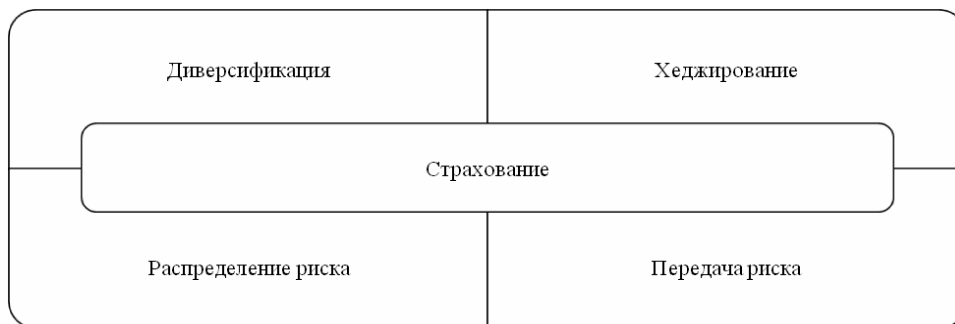 Диверсификация
Хеджирование
Страхование
Распределение риска
Передача риска